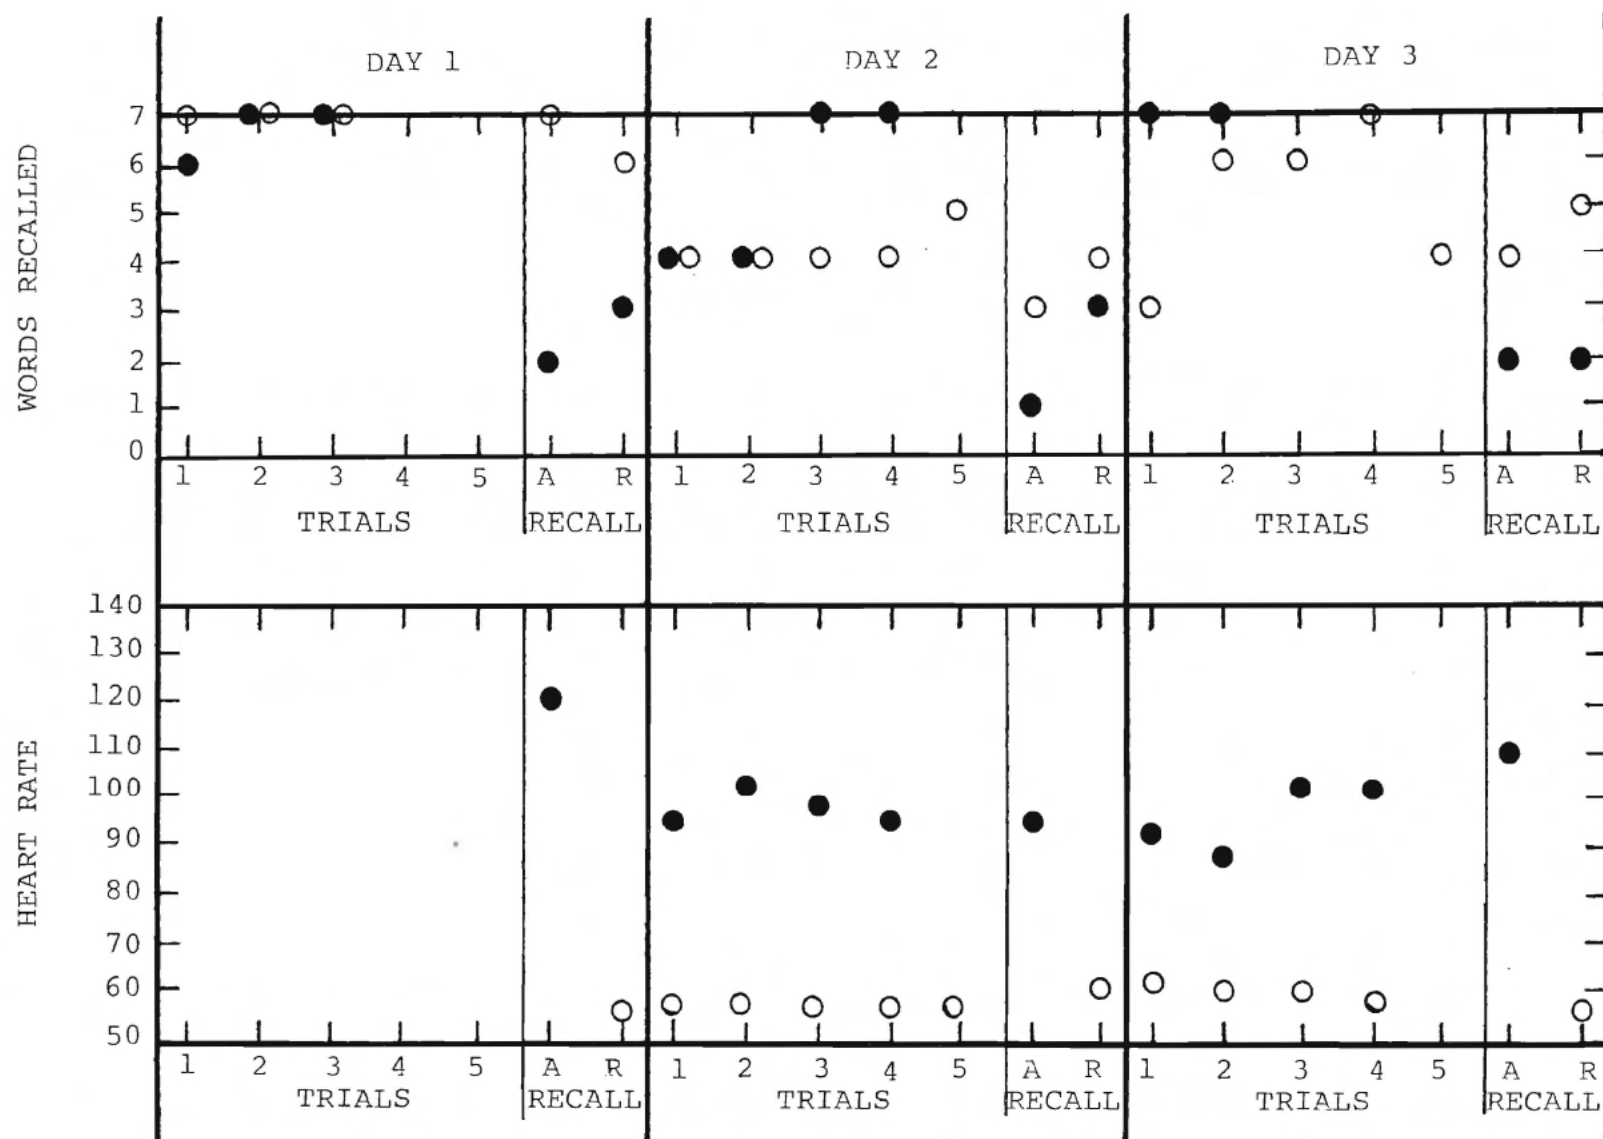 DAY 1 DAY 2 DAY 3
WORDS RECALLED
7
6
5
4
3
2
1
0
1 2 3 4 5 A R 1 2 3 4 5 A R 1 2 3 4 5 A R
TRIALS RECALL TRIALS RECALL TRIALS RECALL
HEART RATE
140
130
120
110
100
90
80
70
60
50
1 2 3 4 5 A R 1 2 3 4 5 A R 1 2 3 4 5 A R
TRIALS RECALL TRIALS RECALL TRIALS RECALL